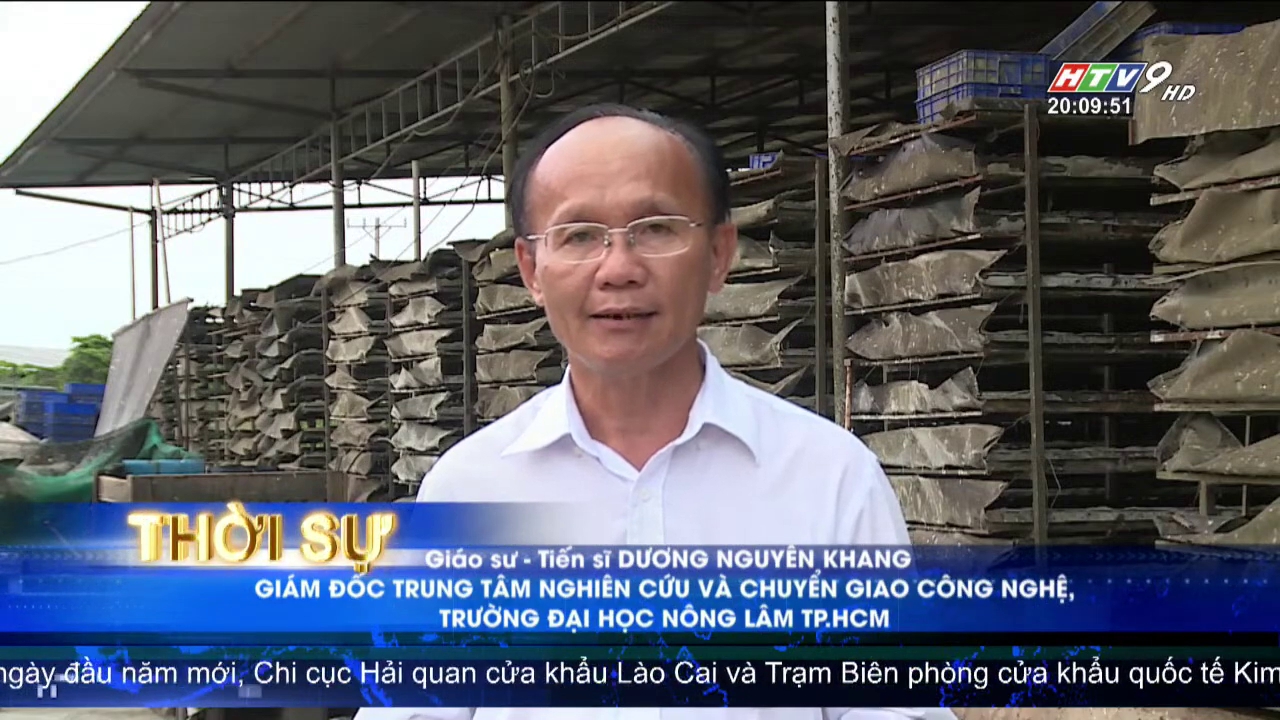 HTV9 HD
20:09:51
THỜI SỰ
Giáo sư - Tiến sĩ DƯƠNG NGUYÊN KHANG
GIÁM ĐỐC TRUNG TÂM NGHIÊN CỨU VÀ CHUYỂN GIAO CÔNG NGHỆ,
TRƯỜNG ĐẠI HỌC NÔNG LÂM TP.HCM
ngày đầu năm mới, Chi cục Hải quan cửa khẩu Lào Cai và Trạm Biên phòng cửa khẩu quốc tế Kim